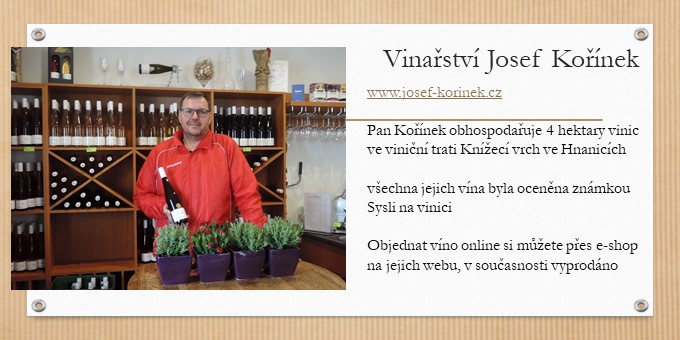 Vinařství Josef Kořínek
www.josef-korinek.cz
Pan Kořínek obhospodařuje 4 hektary vinic
ve viniční trati Knížecí vrch ve Hnanicích
všechna jejich vína byla oceněna známkou
Sysli na vinici
Objednat víno online si můžete přes e-shop
na jejich webu, v současnosti vyprodáno